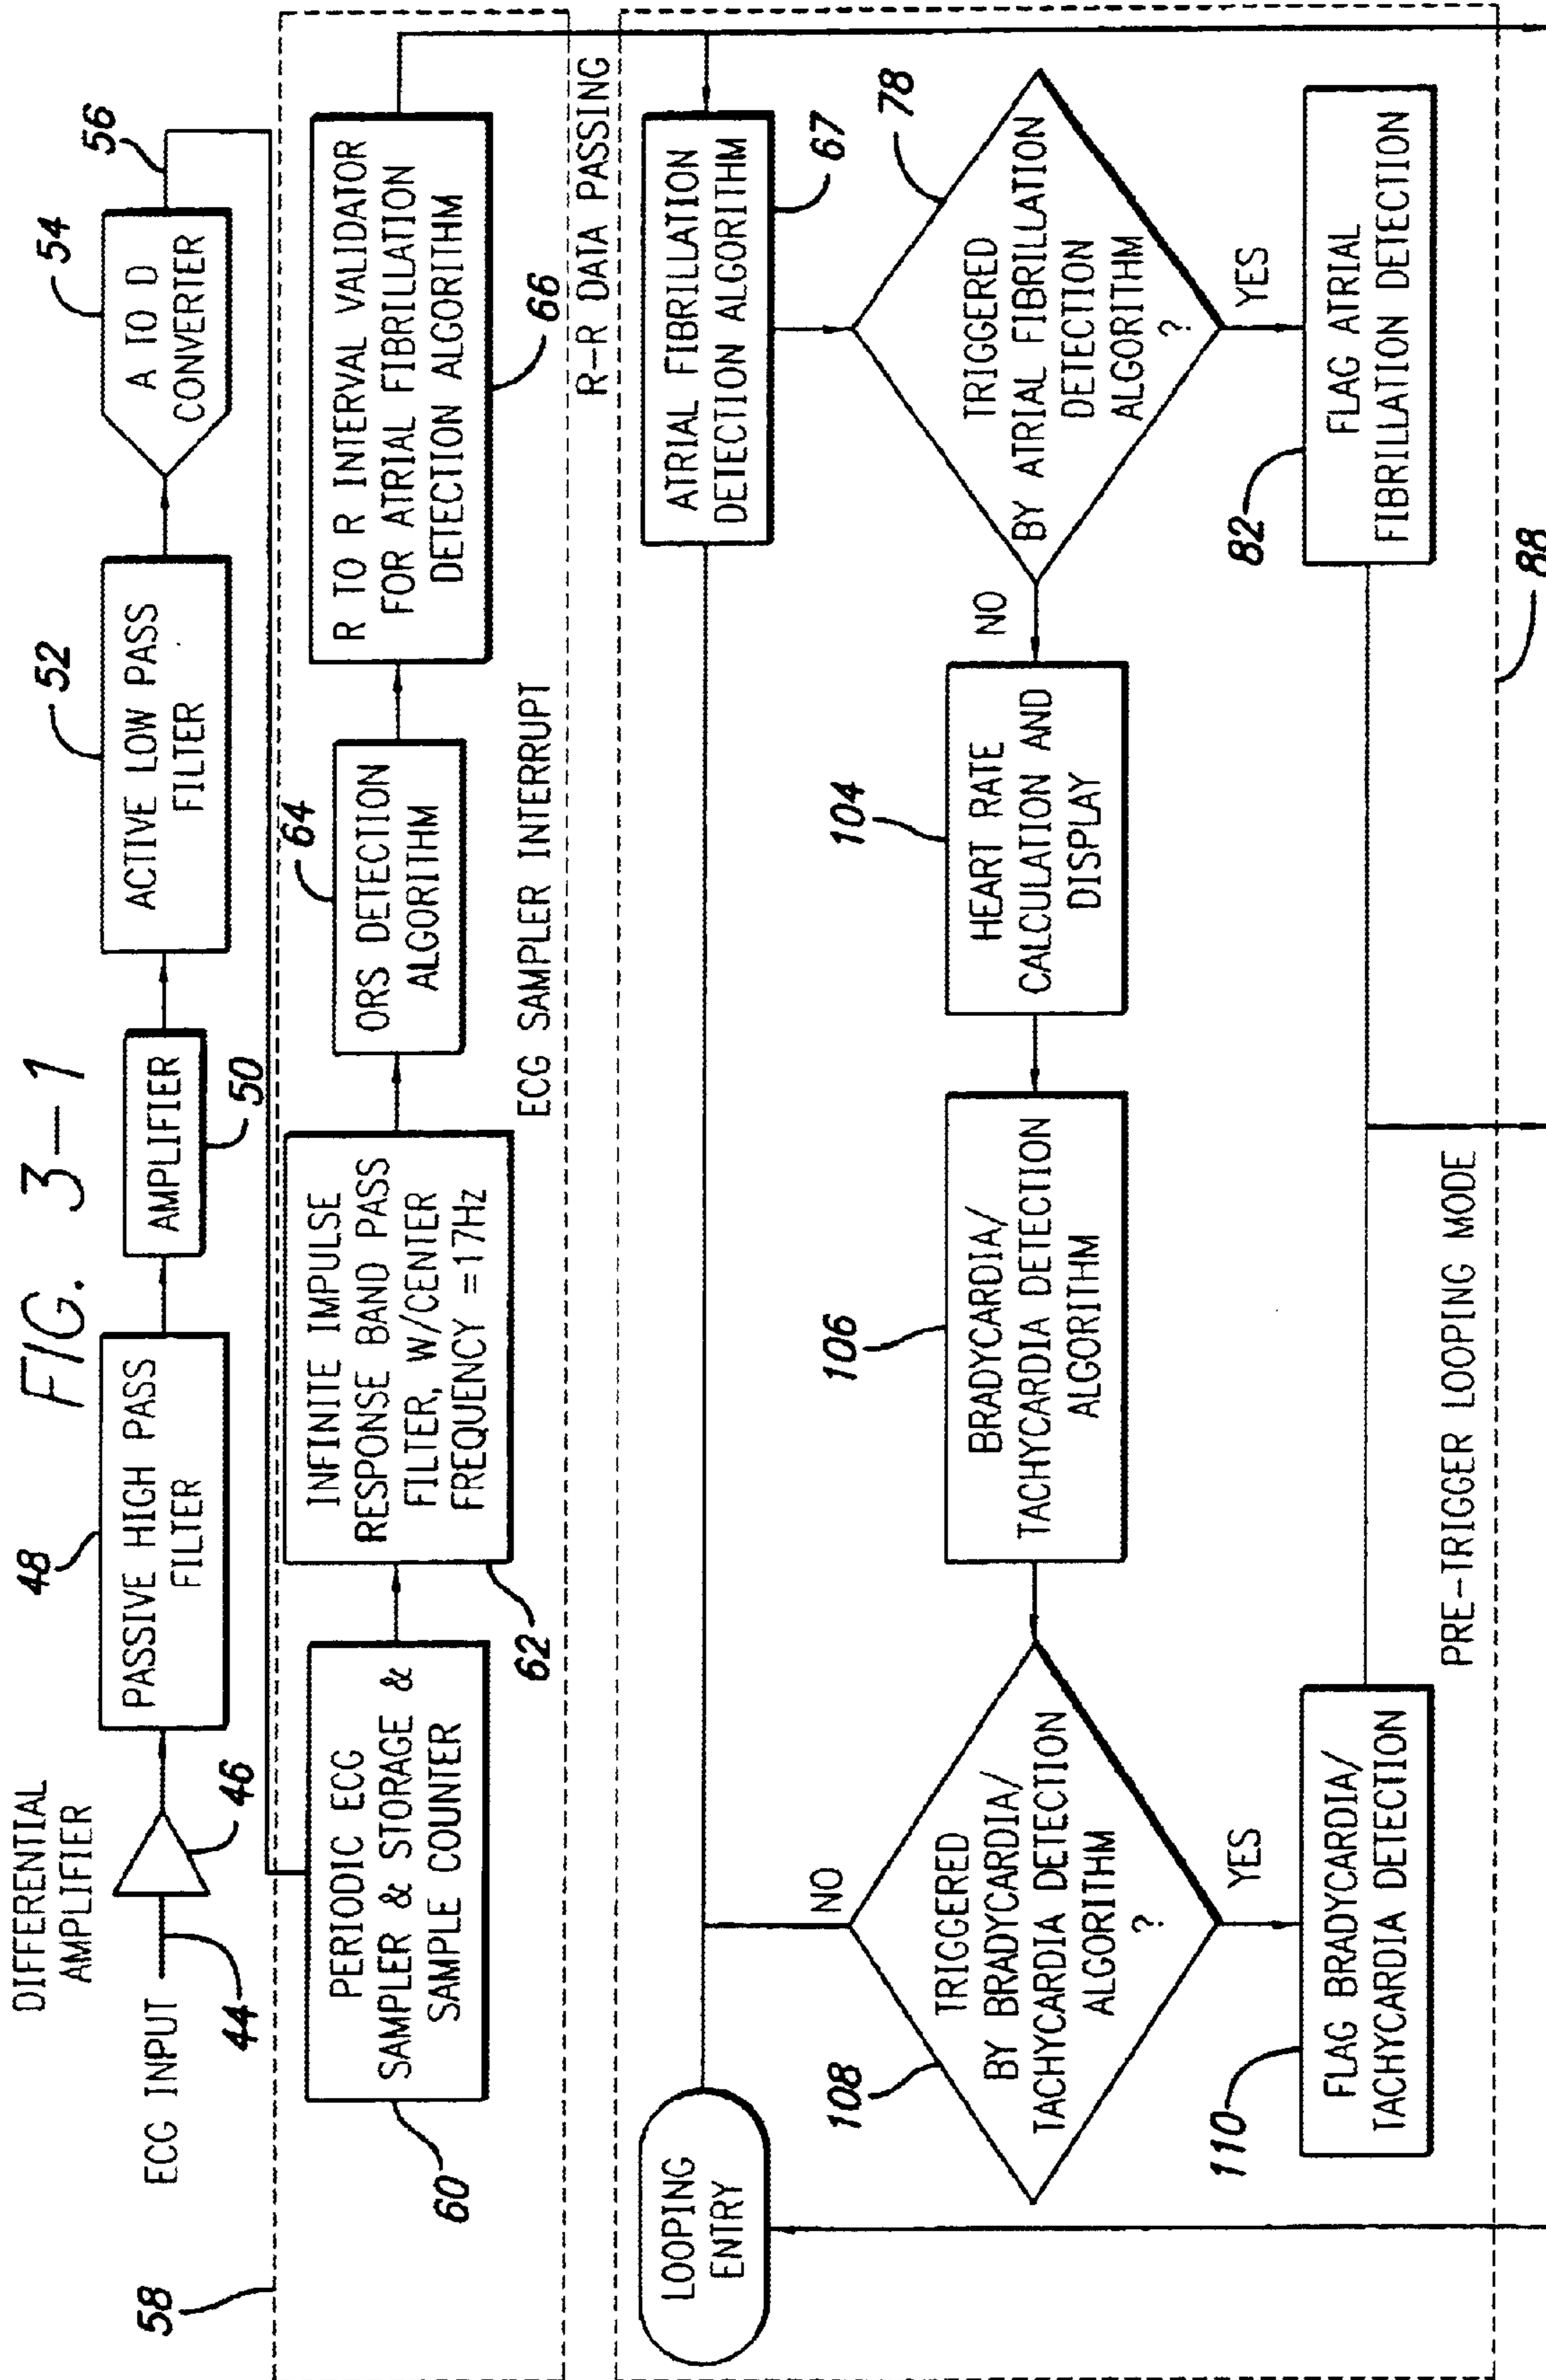 FIG. 3-1
DIFFERENTIAL
AMPLIFIER
ECG INPUT
44
46
48
PASSIVE HIGH PASS
FILTER
AMPLIFIER
50
52
ACTIVE LOW PASS
FILTER
54
A TO D
CONVERTER
56
58
60
PERIODIC ECG
SAMPLER & STORAGE &
SAMPLE COUNTER
INFINITE IMPULSE
RESPONSE BAND PASS
FILTER, W/CENTER
FREQUENCY =17Hz
62
64
QRS DETECTION
ALGORITHM
R TO R INTERVAL VALIDATOR
FOR ATRIAL FIBRILLATION
DETECTION ALGORITHM
66
ECG SAMPLER INTERRUPT
R-R DATA PASSING
LOOPING
ENTRY
ATRIAL FIBRILLATION
DETECTION ALGORITHM
67
78
TRIGGERED
BY ATRIAL FIBRILLATION
DETECTION
ALGORITHM
?
NO
YES
104
HEART RATE
CALCULATION AND
DISPLAY
106
BRADYCARDIA/
TACHYCARDIA DETECTION
ALGORITHM
108
TRIGGERED
BY BRADYCARDIA/
TACHYCARDIA DETECTION
ALGORITHM
?
NO
YES
110
FLAG BRADYCARDIA/
TACHYCARDIA DETECTION
82
FLAG ATRIAL
FIBRILLATION DETECTION
PRE-TRIGGER LOOPING MODE
88